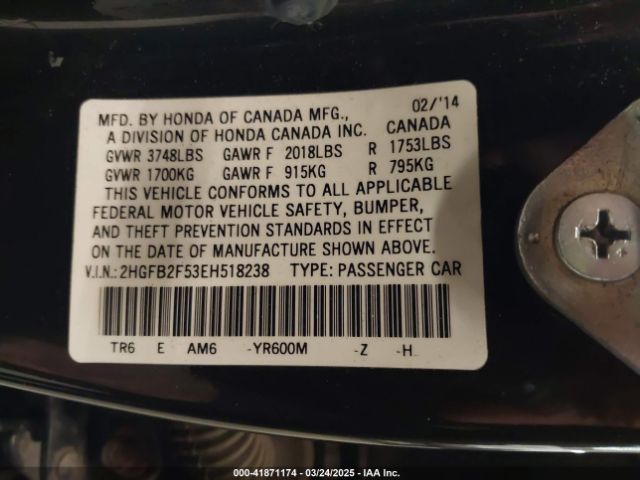 MFD. BY HONDA OF CANADA MFG., 02/'14
A DIVISION OF HONDA CANADA INC. CANADA
GVWR 3748LBS GAWR F 2018LBS R 1753LBS
GVWR 1700KG GAWR F 915KG R 795KG
THIS VEHICLE CONFORMS TO ALL APPLICABLE
FEDERAL MOTOR VEHICLE SAFETY, BUMPER,
AND THEFT PREVENTION STANDARDS IN EFFECT
ON THE DATE OF MANUFACTURE SHOWN ABOVE.
V.I.N.:2HGFB2F53EH518238 TYPE: PASSENGER CAR
TR6 E AM6 -YR600M -Z -H
000-41871174 | 03/24/2025 | IAA Inc.